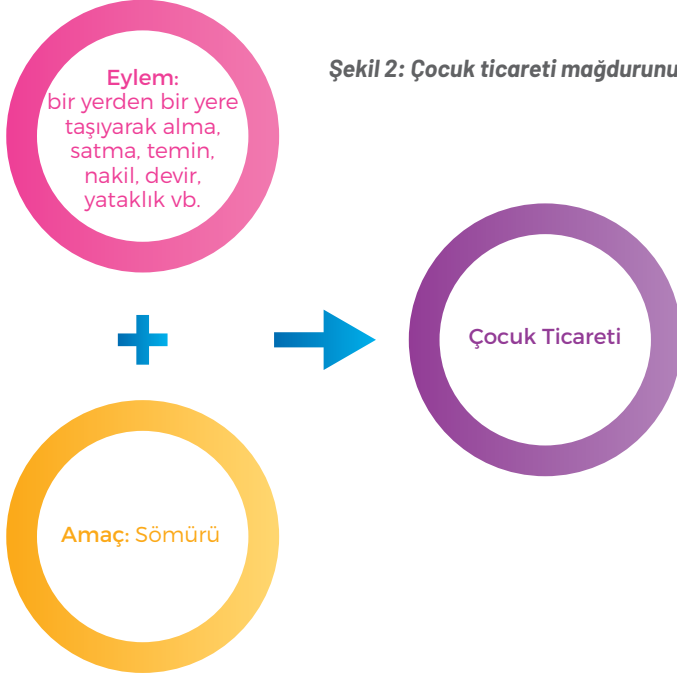 Şekil 2: Çocuk ticareti mağdurunu
Eylem:
bir yerden bir yere
taşıyarak alma,
satma, temin,
nakil, devir,
yataklık vb.
Çocuk Ticareti
Amaç: Sömürü